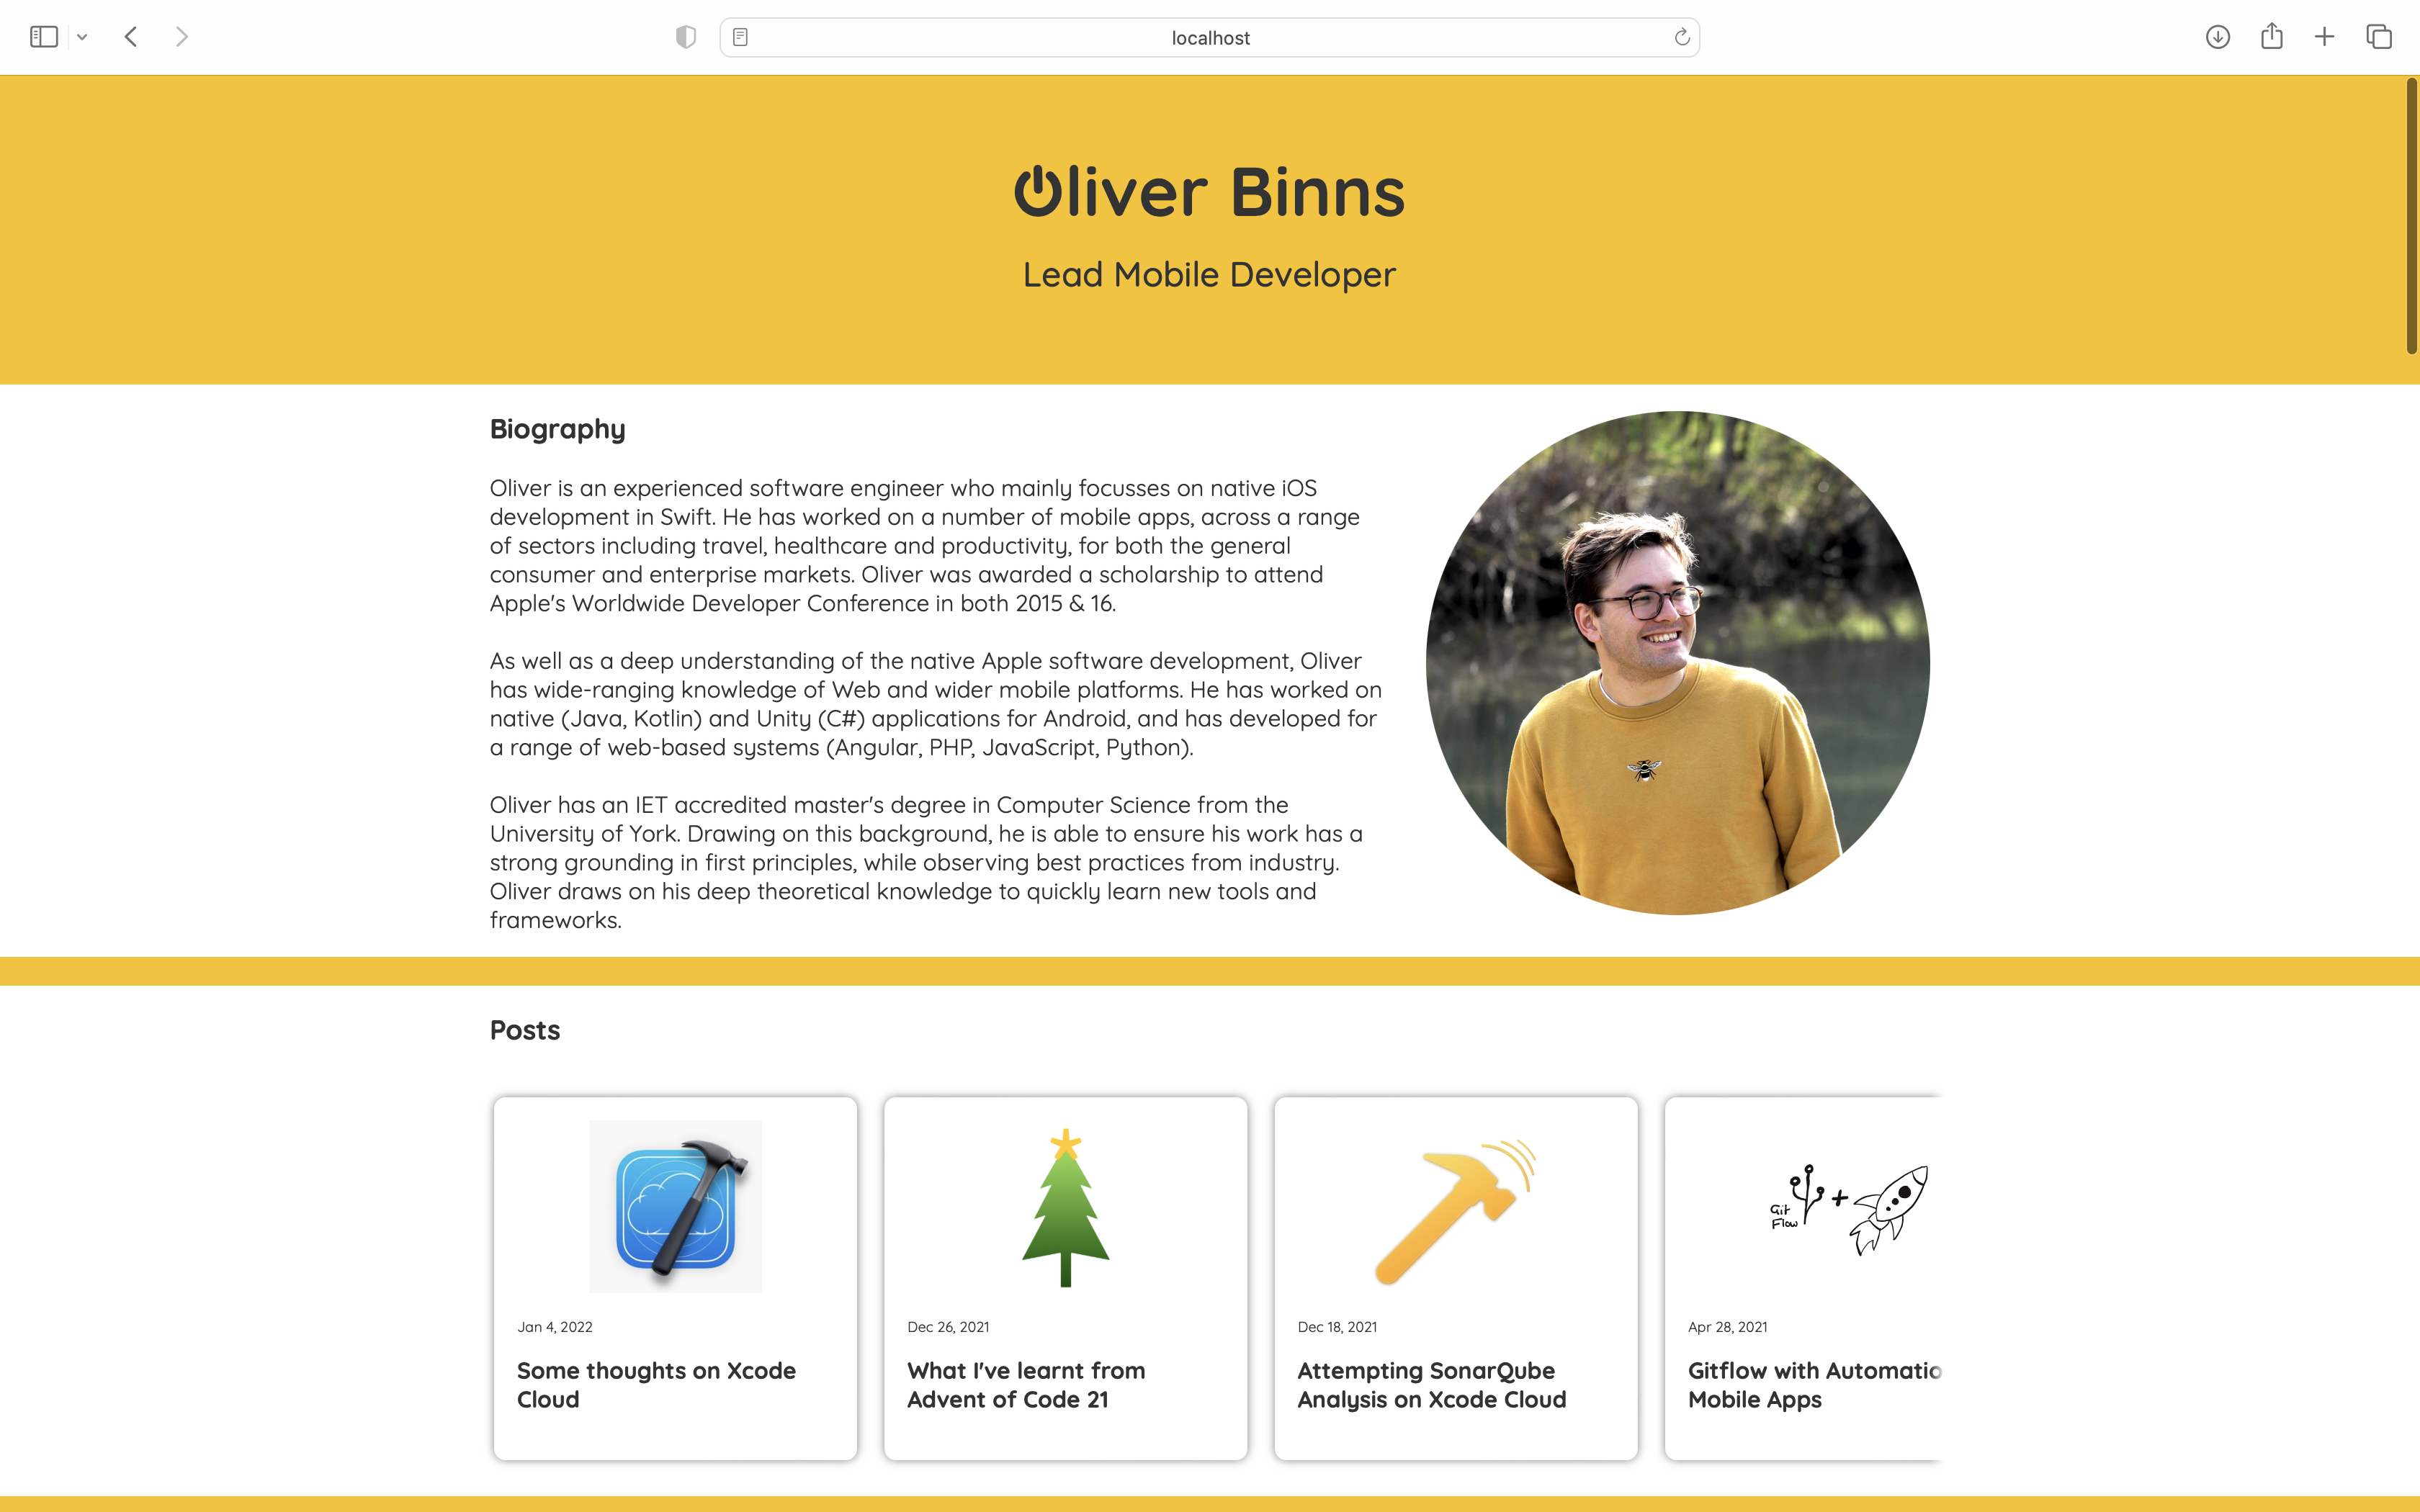 localhost
Oliver Binns
Lead Mobile Developer
Biography
Oliver is an experienced software engineer who mainly focusses on native iOS
development in Swift. He has worked on a number of mobile apps, across a range
of sectors including travel, healthcare and productivity, for both the general
consumer and enterprise markets. Oliver was awarded a scholarship to attend
Apple's Worldwide Developer Conference in both 2015 & 16.
As well as a deep understanding of the native Apple software development, Oliver
has wide-ranging knowledge of Web and wider mobile platforms. He has worked on
native (Java, Kotlin) and Unity (C#) applications for Android, and has developed for
a range of web-based systems (Angular, PHP, JavaScript, Python).
Oliver has an IET accredited master's degree in Computer Science from the
University of York. Drawing on this background, he is able to ensure his work has a
strong grounding in first principles, while observing best practices from industry.
Oliver draws on his deep theoretical knowledge to quickly learn new tools and
frameworks.
Posts
Jan 4, 2022
Some thoughts on Xcode
Cloud
Dec 26, 2021
What I've learnt from
Advent of Code 21
Dec 18, 2021
Attempting SonarQube
Analysis on Xcode Cloud
Git
Flow
+
Apr 28, 2021
Gitflow with Automatio
Mobile Apps